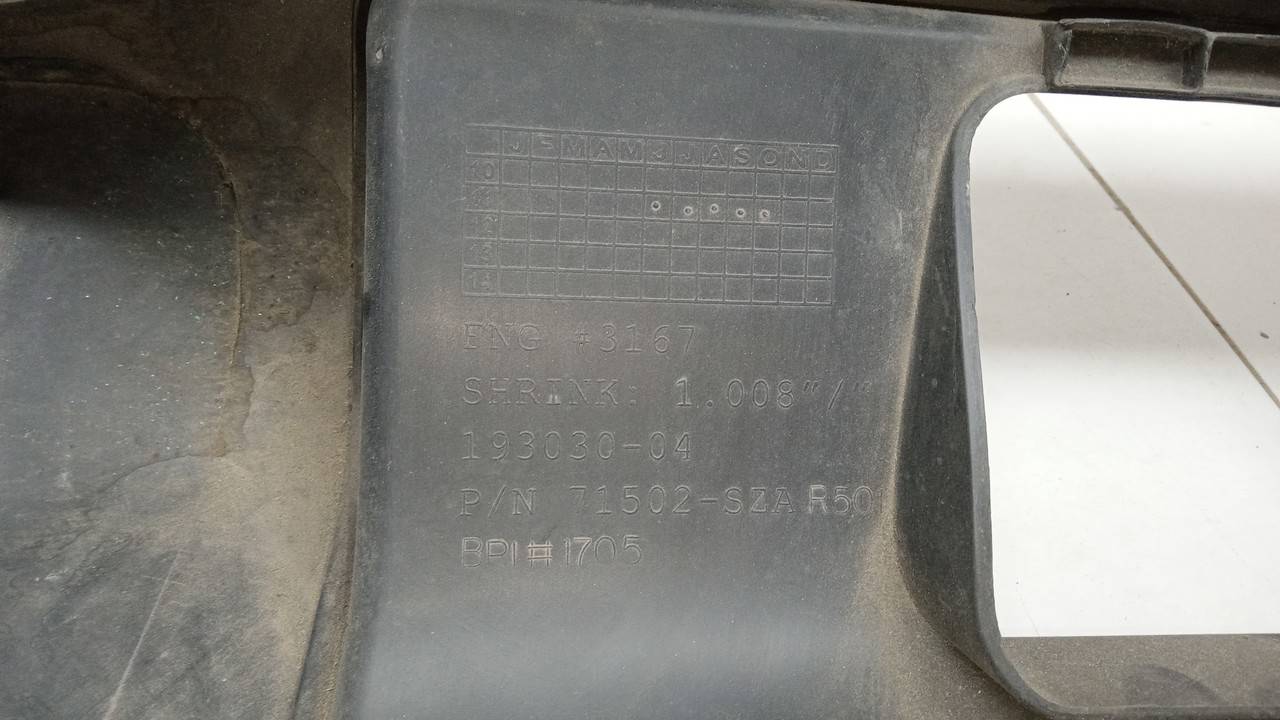 J F M A M J J A S O N D
10
11
12
13
14
ENG #3167
SHRINK: 1.008"/"
193030-04
P/N 71502-SZA R50
BPI#1705